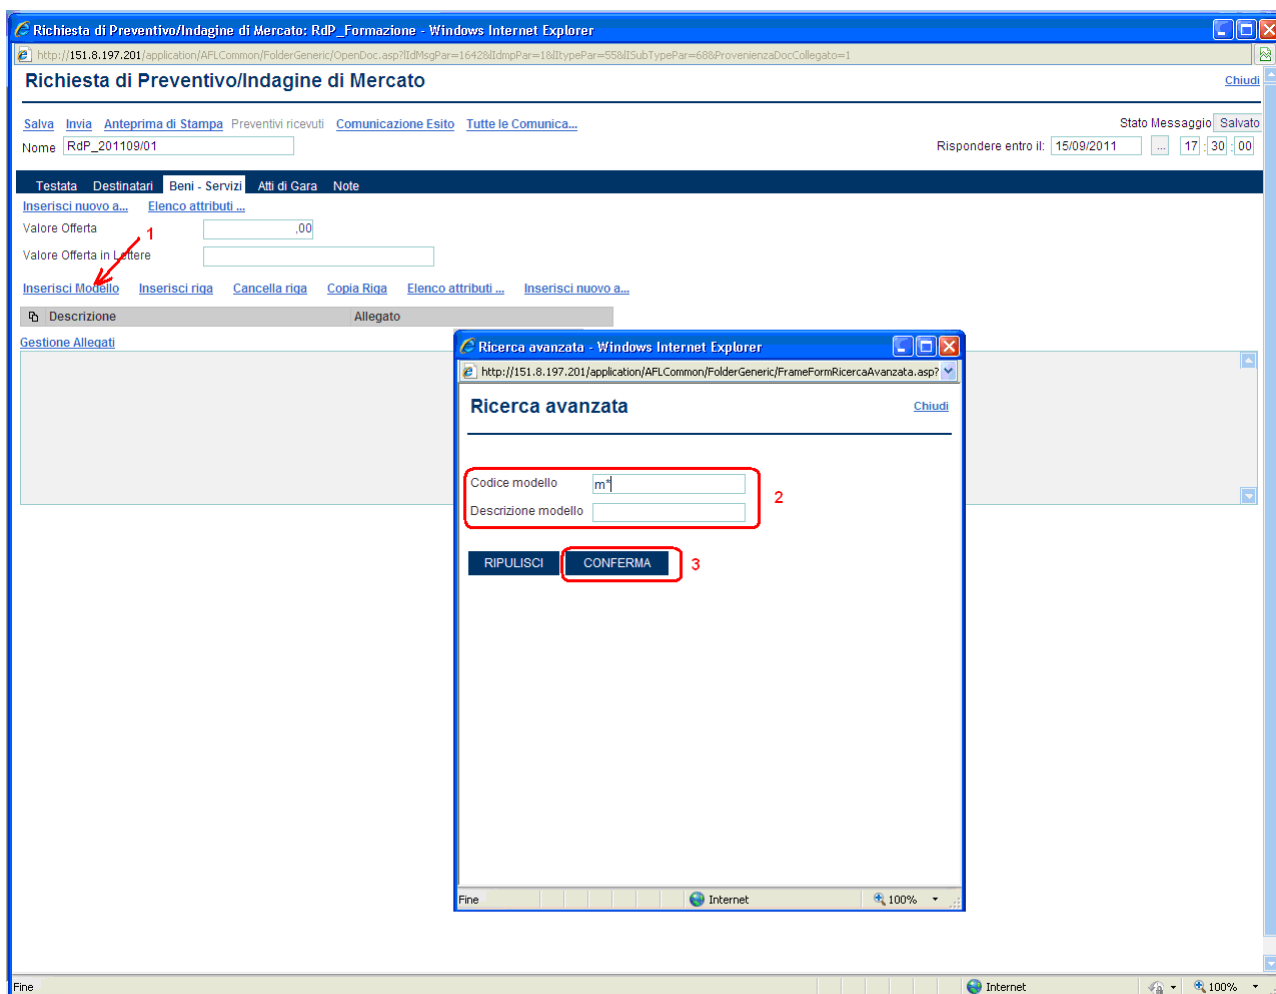 Richiesta di Preventivo/Indagine di Mercato: RdP_Formazione - Windows Internet Explorer
http://151.8.197.201/application/AFLCommon/FolderGeneric/OpenDoc.asp?lIdMsgPar=1642&lIdmpPar=1&lItypePar=55&lISubTypePar=68&ProvenienzaDocCollegato=1
Richiesta di Preventivo/Indagine di Mercato
Chiudi
Salva Invia Anteprima di Stampa Preventivi ricevuti Comunicazione Esito Tutte le Comunica...
Stato Messaggio Salvato
Nome RdP_201109/01
Rispondere entro il: 15/09/2011 ... 17 : 30 : 00
Testata Destinatari Beni - Servizi Atti di Gara Note
Inserisci nuovo a... Elenco attributi ...
Valore Offerta ,00
1
Valore Offerta in Lettere
Inserisci Modello Inserisci riga Cancella riga Copia Riga Elenco attributi ... Inserisci nuovo a...
Descrizione Allegato
Gestione Allegati
Ricerca avanzata - Windows Internet Explorer
http://151.8.197.201/application/AFLCommon/FolderGeneric/FrameFormRicercaAvanzata.asp?
Ricerca avanzata
Chiudi
Codice modello m*
2
Descrizione modello
RIPULISCI CONFERMA
3
Fine Internet 100%
Fine Internet 100%